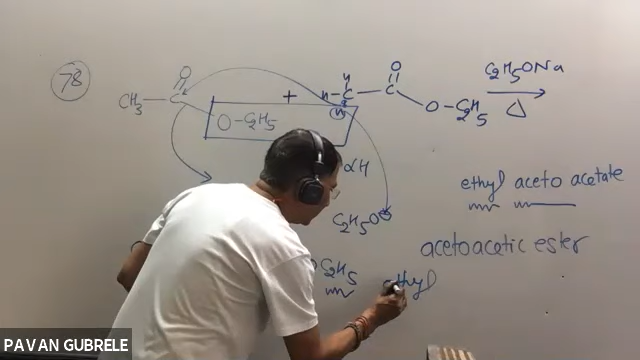 78
O O
CH3 — C + H — C — C C2H5ONa
H
O — C2H5 O — C2H5 Δ
H
αH
ethyl aceto acetate
C2H5O⊖
acetoacetic ester
C2H5 ethyl
PAVAN GUBRELE